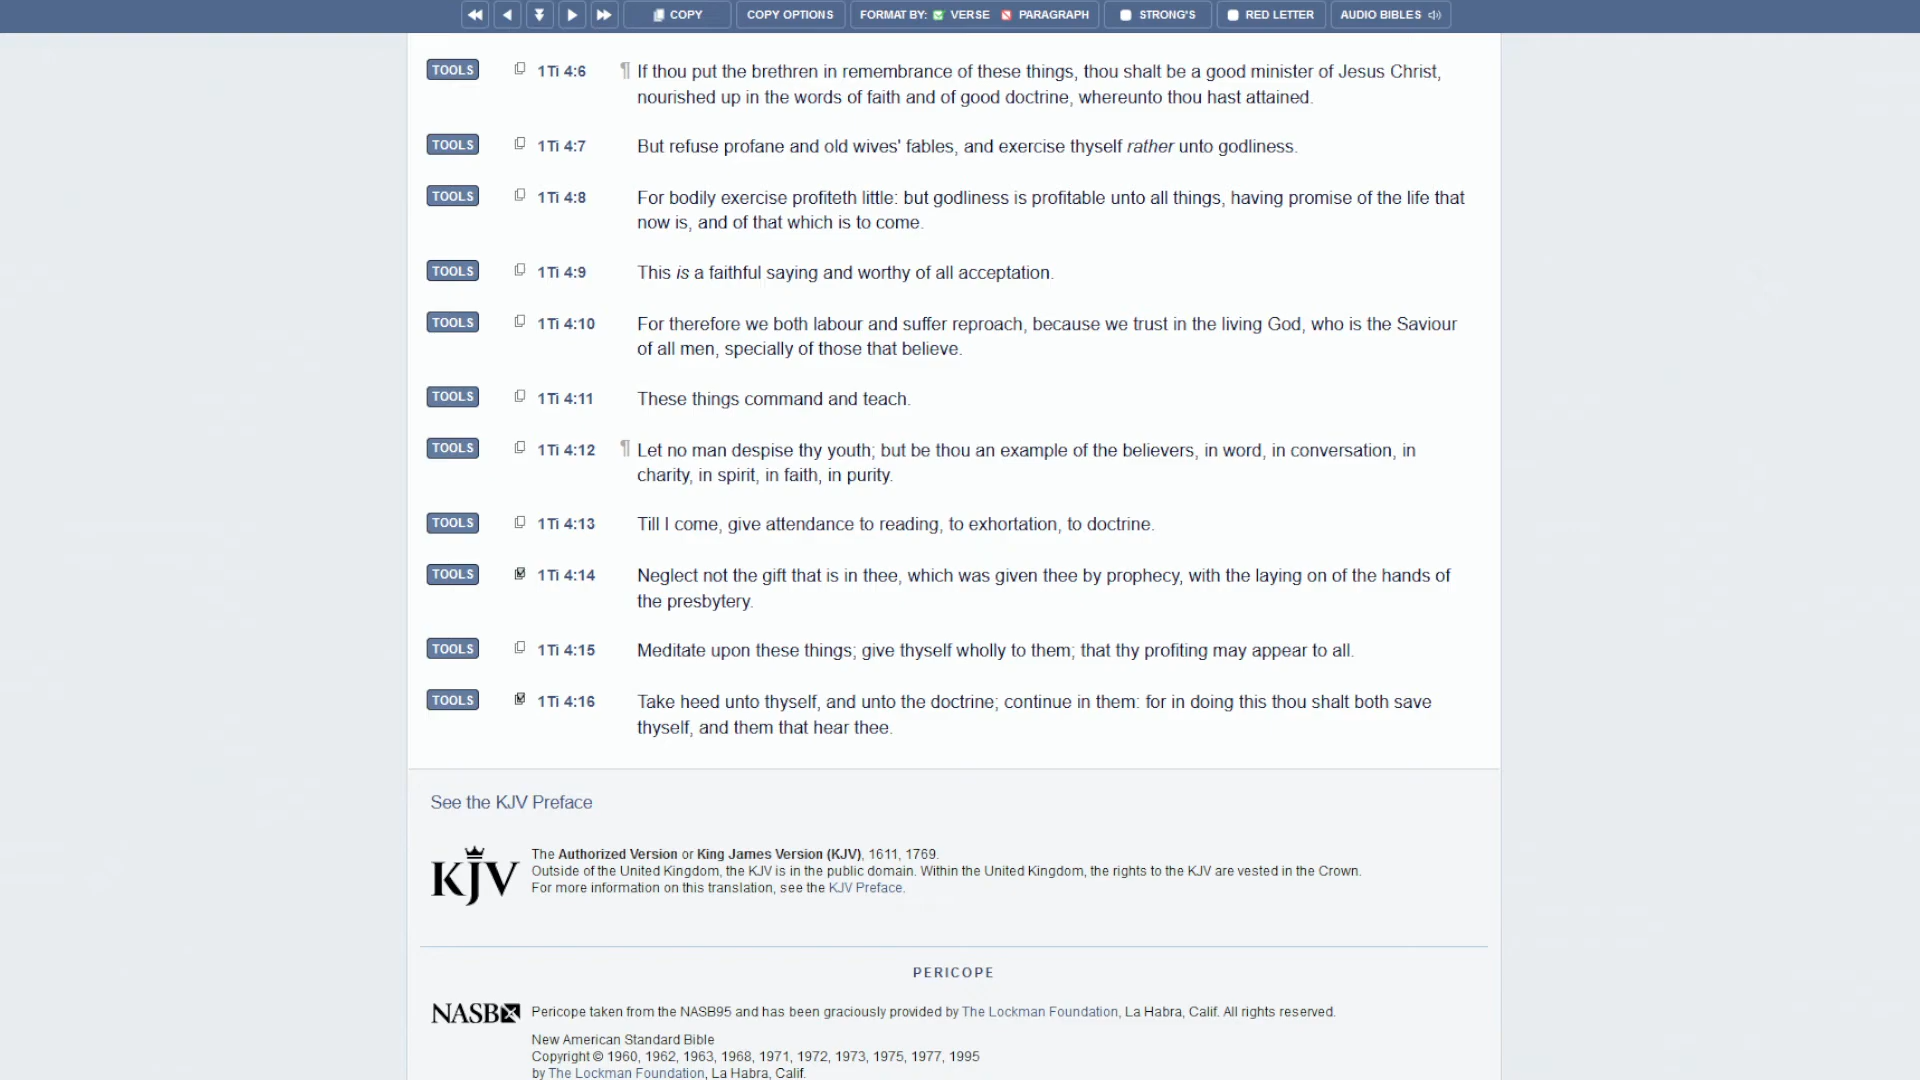 COPY
COPY OPTIONS
FORMAT BY: VERSE PARAGRAPH
STRONG'S
RED LETTER
AUDIO BIBLES
TOOLS 1Ti 4:6 ¶ If thou put the brethren in remembrance of these things, thou shalt be a good minister of Jesus Christ,
nourished up in the words of faith and of good doctrine, whereunto thou hast attained.
TOOLS 1Ti 4:7 But refuse profane and old wives' fables, and exercise thyself rather unto godliness.
TOOLS 1Ti 4:8 For bodily exercise profiteth little: but godliness is profitable unto all things, having promise of the life that
now is, and of that which is to come.
TOOLS 1Ti 4:9 This is a faithful saying and worthy of all acceptation.
TOOLS 1Ti 4:10 For therefore we both labour and suffer reproach, because we trust in the living God, who is the Saviour
of all men, specially of those that believe.
TOOLS 1Ti 4:11 These things command and teach.
TOOLS 1Ti 4:12 ¶ Let no man despise thy youth; but be thou an example of the believers, in word, in conversation, in
charity, in spirit, in faith, in purity.
TOOLS 1Ti 4:13 Till I come, give attendance to reading, to exhortation, to doctrine.
TOOLS 1Ti 4:14 Neglect not the gift that is in thee, which was given thee by prophecy, with the laying on of the hands of
the presbytery.
TOOLS 1Ti 4:15 Meditate upon these things; give thyself wholly to them; that thy profiting may appear to all.
TOOLS 1Ti 4:16 Take heed unto thyself, and unto the doctrine; continue in them: for in doing this thou shalt both save
thyself, and them that hear thee.
See the KJV Preface
KJV
The Authorized Version or King James Version (KJV), 1611, 1769.
Outside of the United Kingdom, the KJV is in the public domain. Within the United Kingdom, the rights to the KJV are vested in the Crown.
For more information on this translation, see the KJV Preface.
PERICOPE
NASB Pericope taken from the NASB95 and has been graciously provided by The Lockman Foundation, La Habra, Calif. All rights reserved.
New American Standard Bible
Copyright © 1960, 1962, 1963, 1968, 1971, 1972, 1973, 1975, 1977, 1995
by The Lockman Foundation, La Habra, Calif.